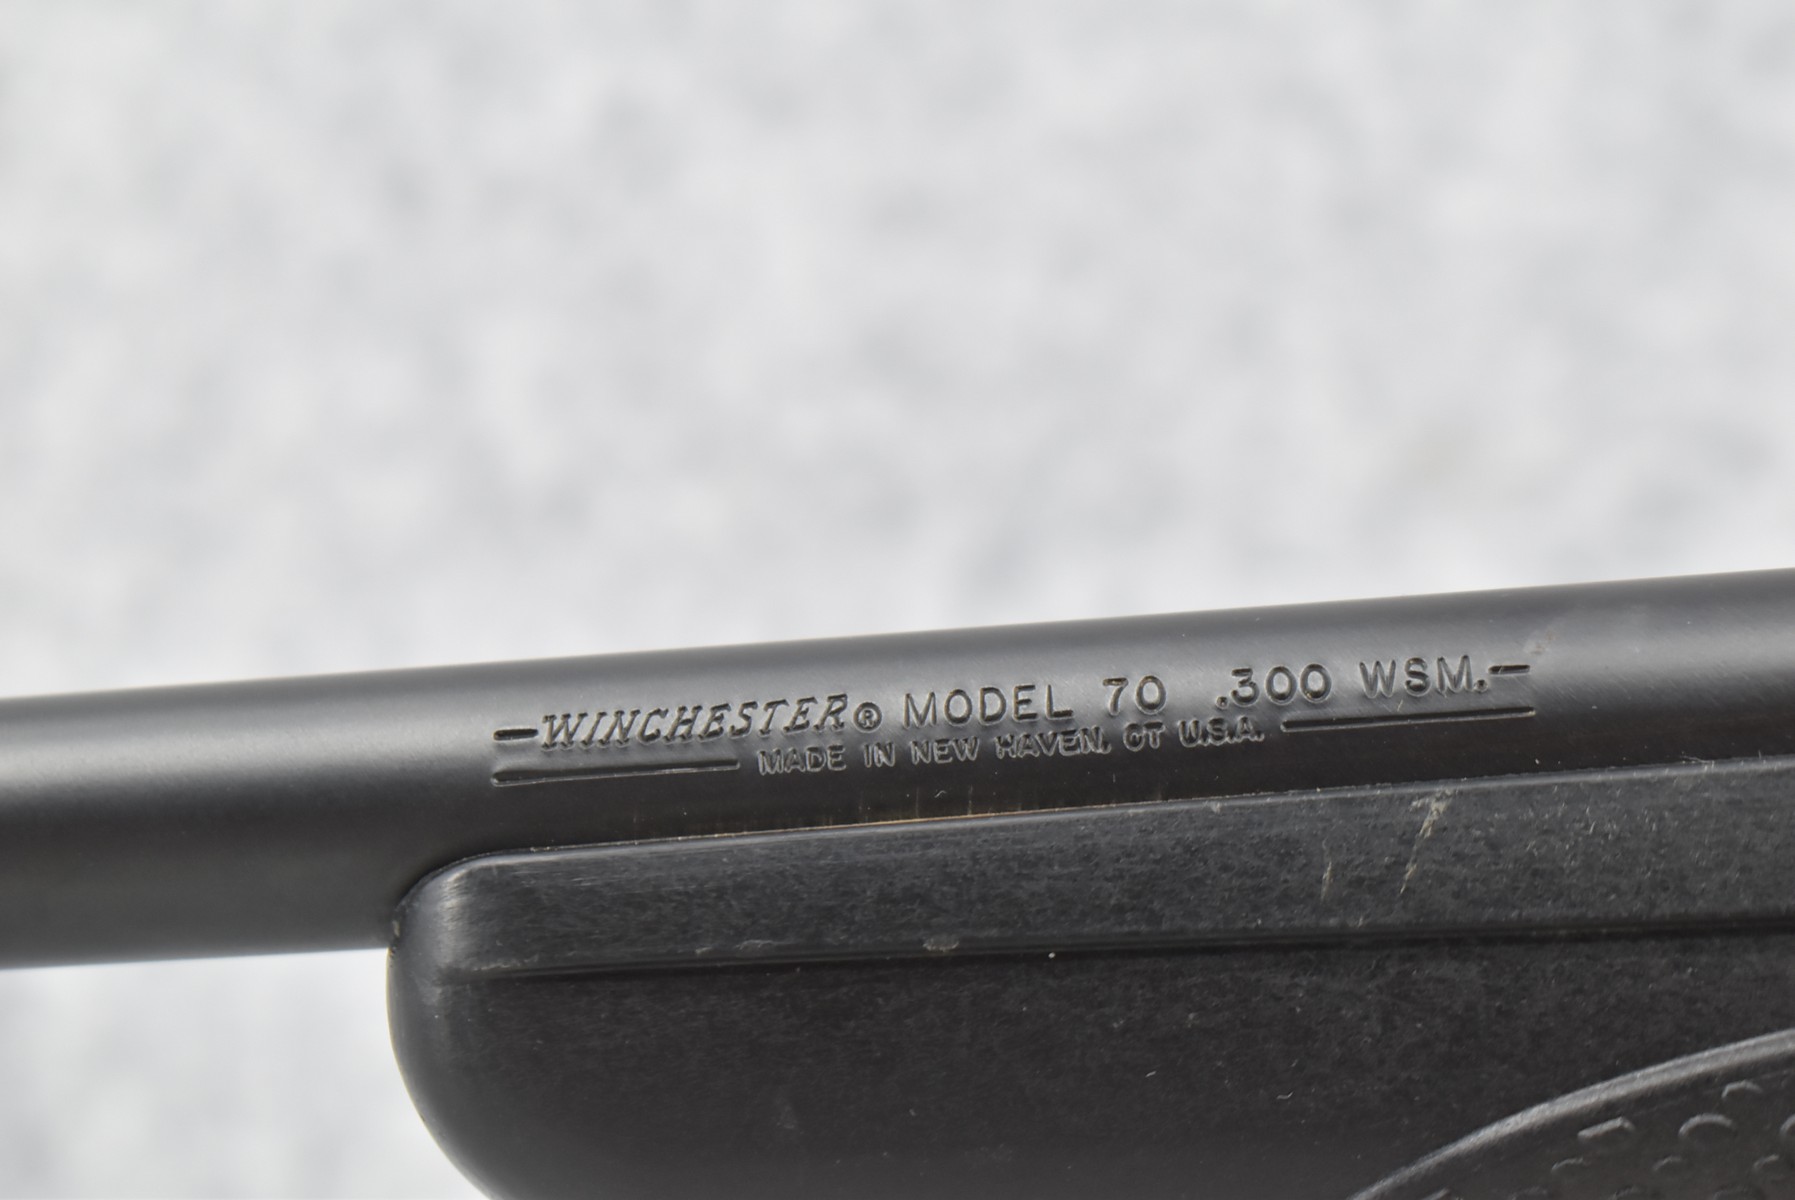 WINCHESTER® MODEL 70 .300 WSM.
MADE IN NEW HAVEN, CT U.S.A.